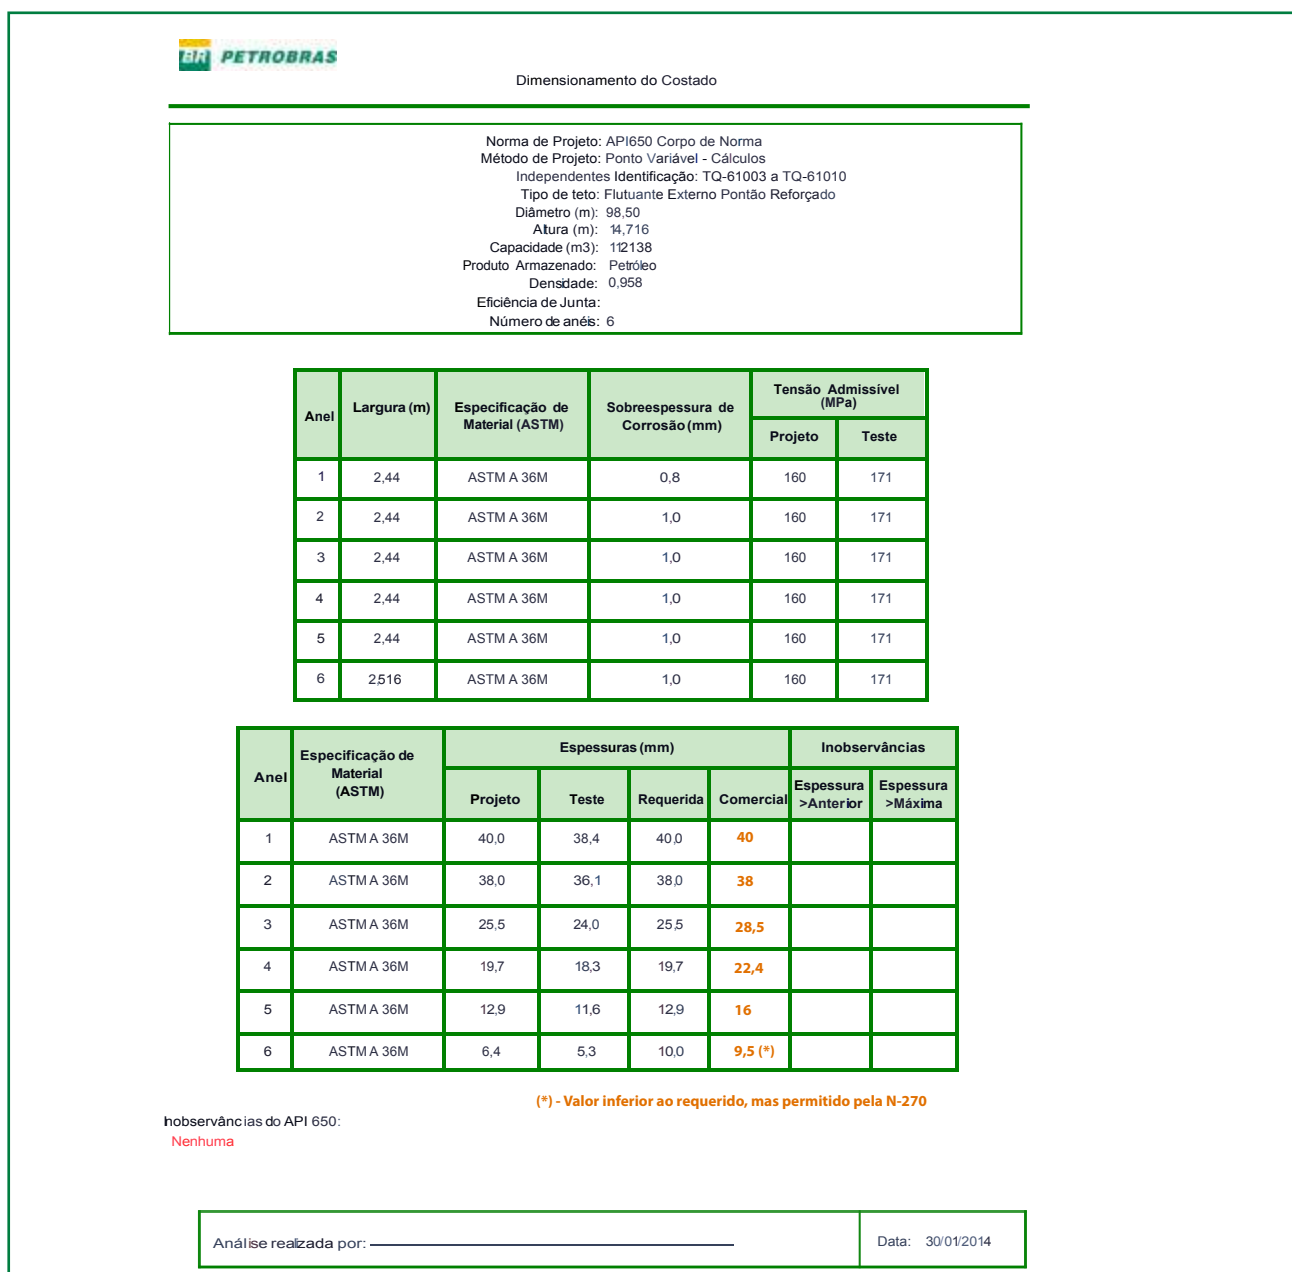 BR PETROBRAS
Dimensionamento do Costado
Norma de Projeto: API650 Corpo de Norma
Método de Projeto: Ponto Variável - Cálculos
Independentes Identificação: TQ-61003 a TQ-61010
Tipo de teto: Flutuante Externo Pontão Reforçado
Diâmetro (m): 98,50
Altura (m): 14,716
Capacidade (m3): 112138
Produto Armazenado: Petróleo
Densidade: 0,958
Eficiência de Junta:
Número de anéis: 6
Anel Largura (m) Especificação de Material (ASTM) Sobreespessura de Corrosão (mm) Tensão Admissível (MPa)
Projeto Teste
1 2,44 ASTM A 36M 0,8 160 171
2 2,44 ASTM A 36M 1,0 160 171
3 2,44 ASTM A 36M 1,0 160 171
4 2,44 ASTM A 36M 1,0 160 171
5 2,44 ASTM A 36M 1,0 160 171
6 2,516 ASTM A 36M 1,0 160 171
Anel Especificação de Material (ASTM) Espessuras (mm) Inobservâncias
Projeto Teste Requerida Comercial Espessura >Anterior Espessura >Máxima
1 ASTM A 36M 40,0 38,4 40,0 40
2 ASTM A 36M 38,0 36,1 38,0 38
3 ASTM A 36M 25,5 24,0 25,5 28,5
4 ASTM A 36M 19,7 18,3 19,7 22,4
5 ASTM A 36M 12,9 11,6 12,9 16
6 ASTM A 36M 6,4 5,3 10,0 9,5 (*)
(*) - Valor inferior ao requerido, mas permitido pela N-270
Inobservâncias do API 650:
Nenhuma
Análise realizada por:
Data: 30/01/2014